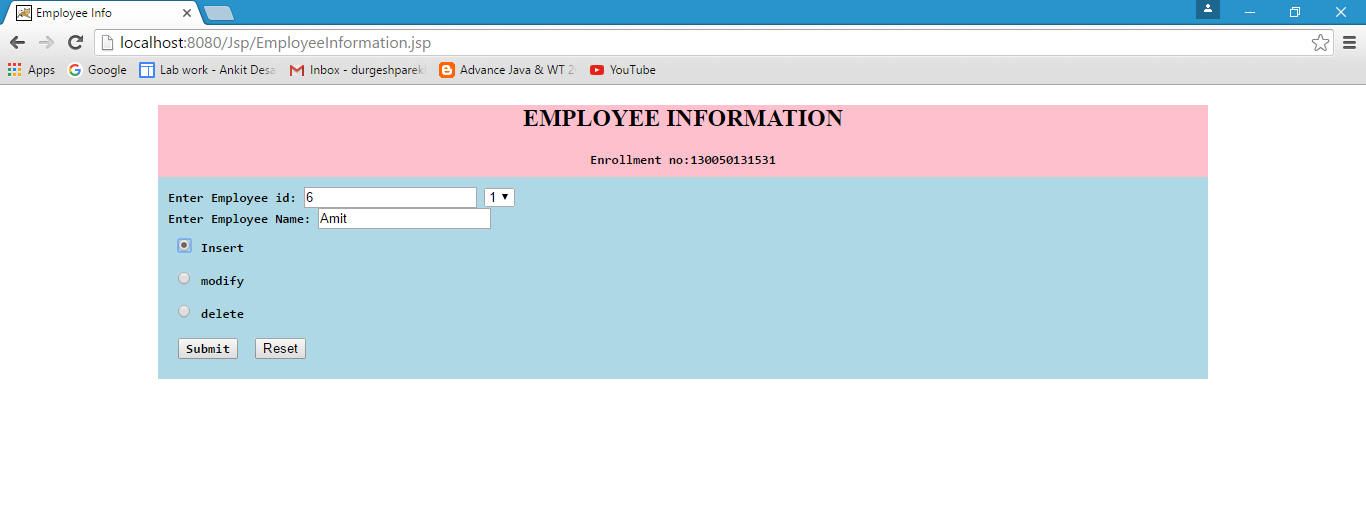 Employee Info
localhost:8080/Jsp/EmployeeInformation.jsp
Apps Google Lab work - Ankit Desa Inbox - durgeshparek Advance Java & WT 2 YouTube
EMPLOYEE INFORMATION
Enrollment no:130050131531
Enter Employee id: 6 1
Enter Employee Name: Amit
Insert
modify
delete
Submit Reset